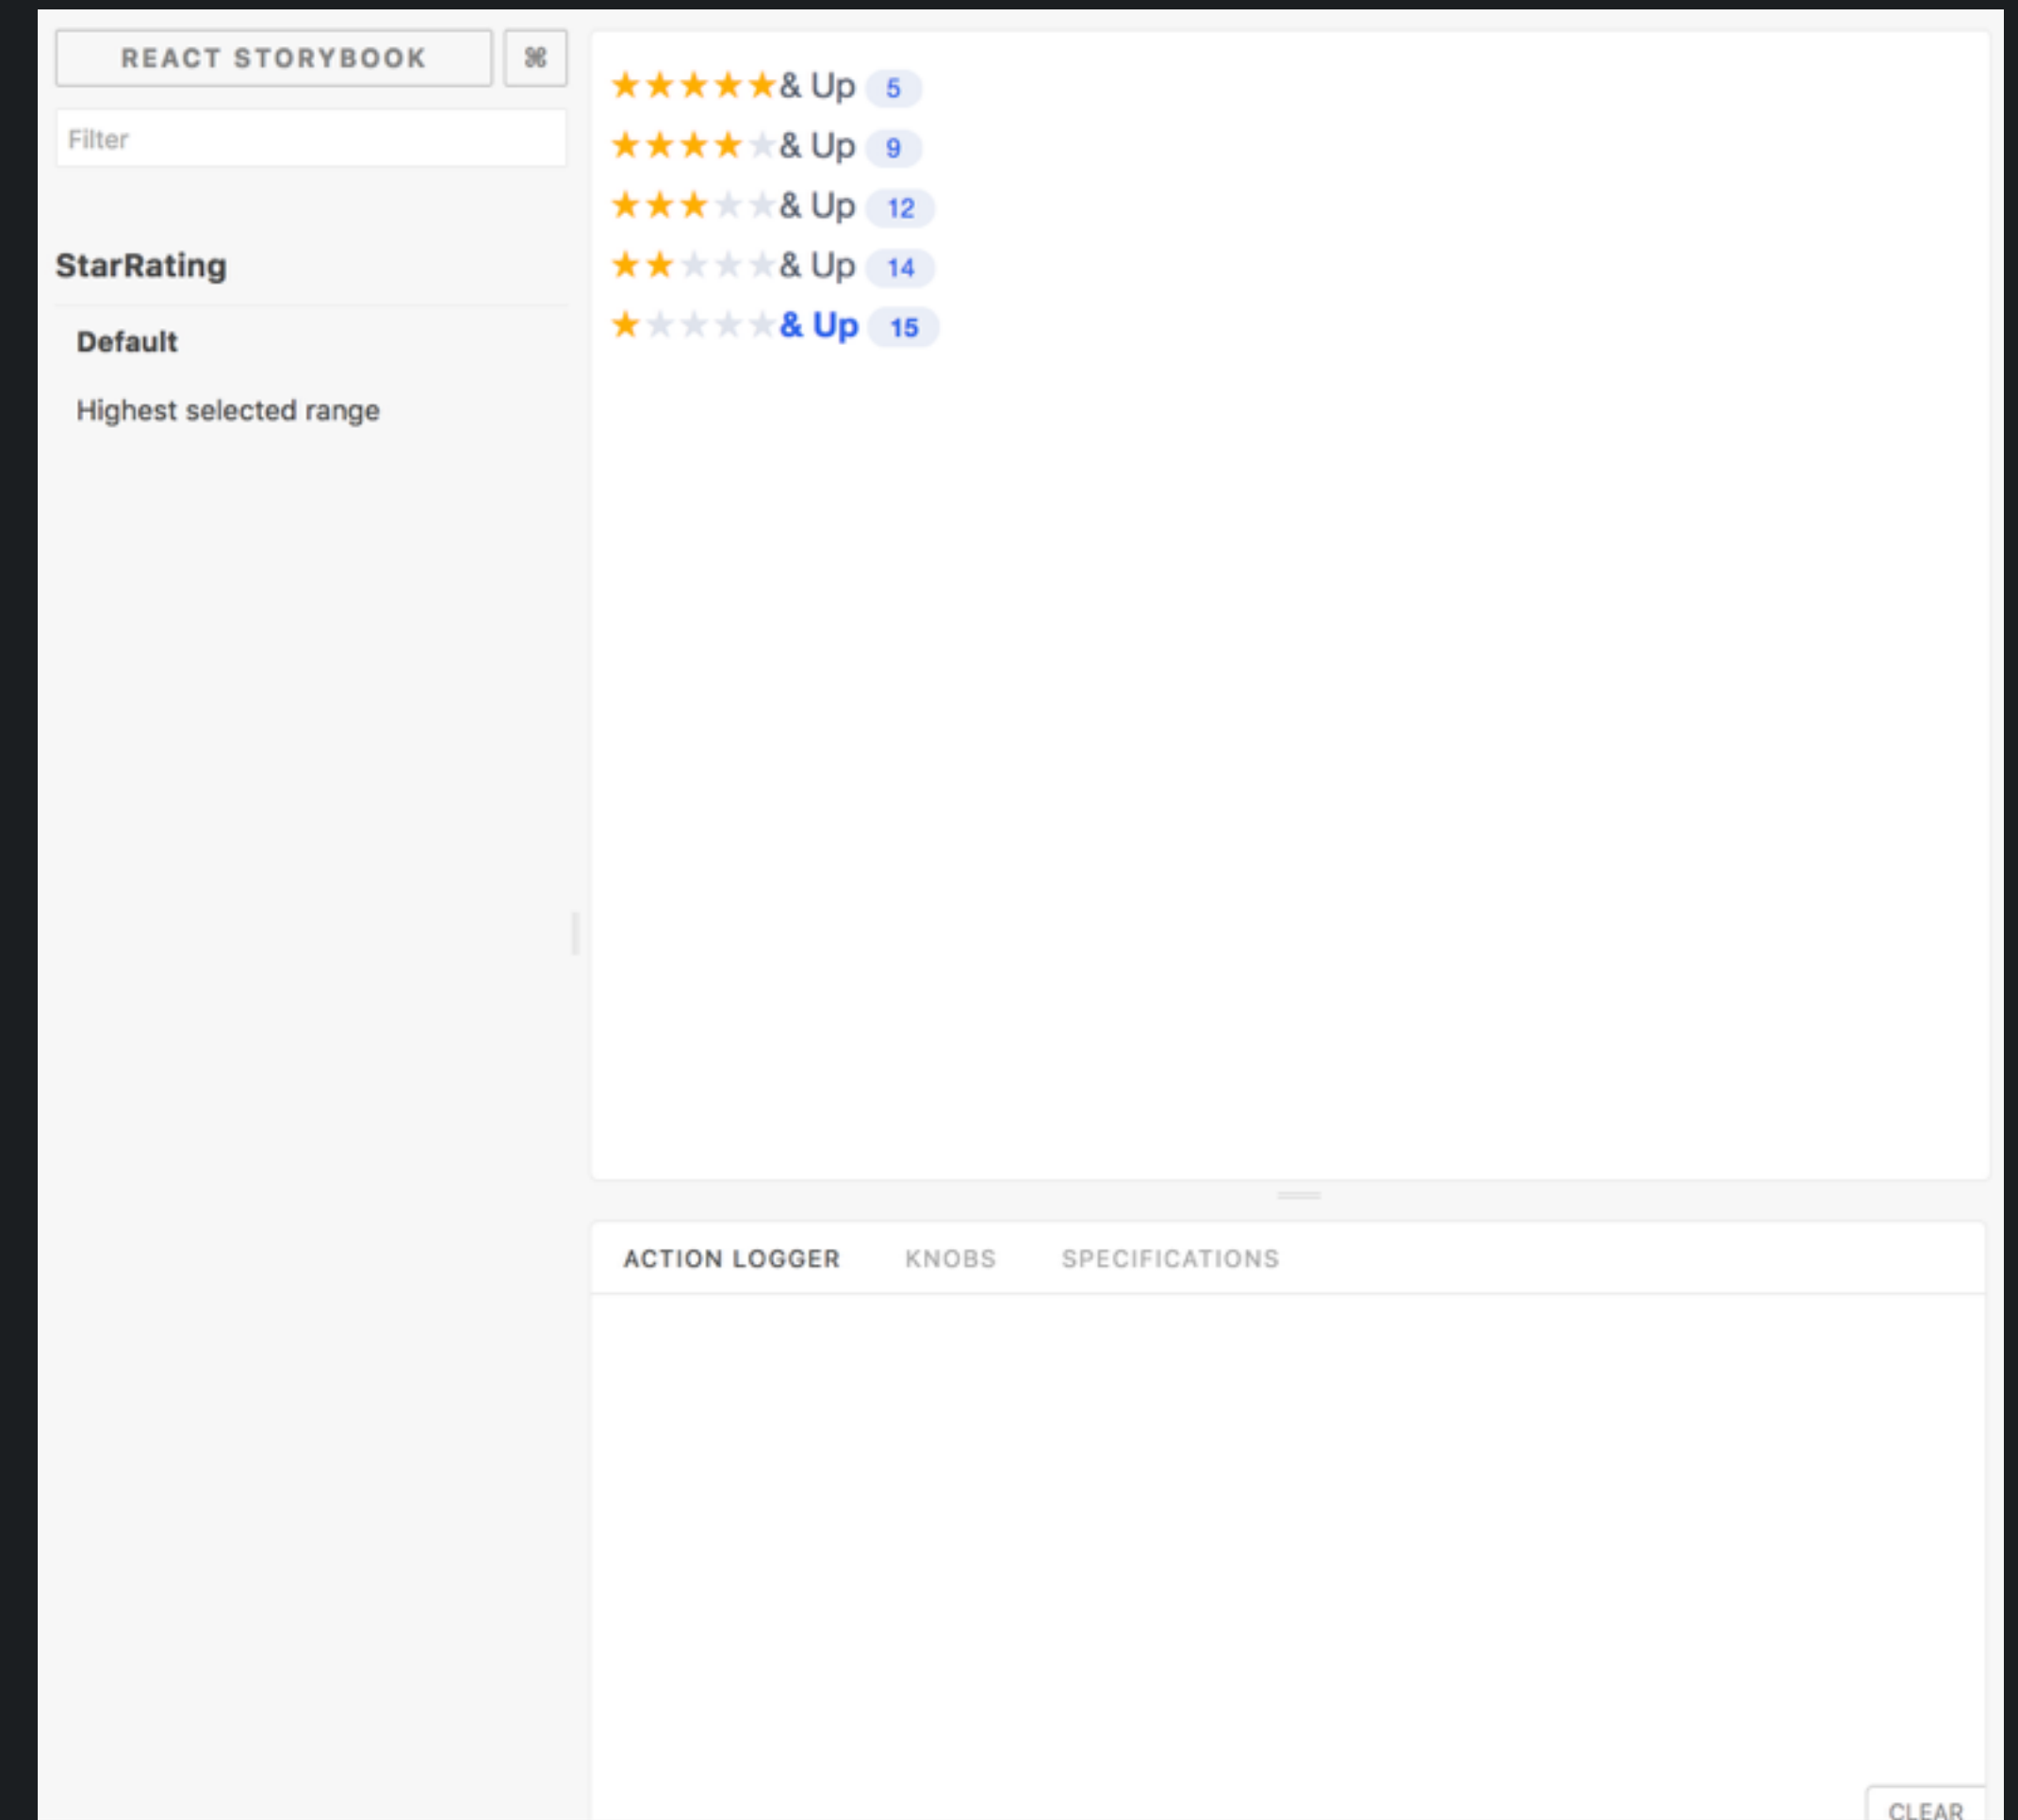 REACT STORYBOOK ⌘
Filter
StarRating
Default
Highest selected range
★★★★★& Up 5
★★★★★& Up 9
★★★★★& Up 12
★★★★★& Up 14
★★★★★& Up 15
ACTION LOGGER KNOBS SPECIFICATIONS
CLEAR